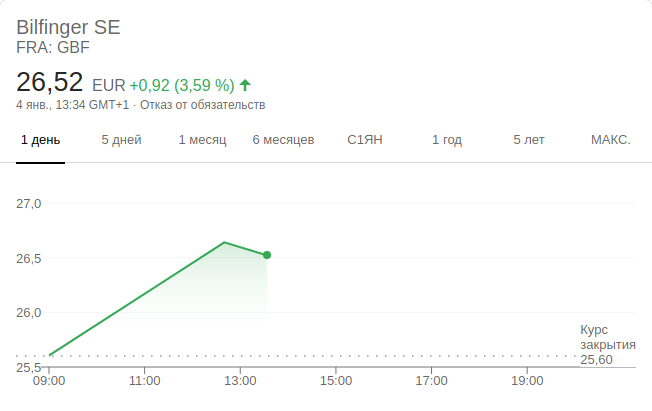 Bilfinger SE
FRA: GBF
26,52 EUR +0,92 (3,59 %)
4 янв., 13:34 GMT+1 · Отказ от обязательств
1 день 5 дней 1 месяц 6 месяцев С1ЯН 1 год 5 лет МАКС.
27,0
26,5
26,0
Курс
закрытия
25,60
25,5
09:00 11:00 13:00 15:00 17:00 19:00